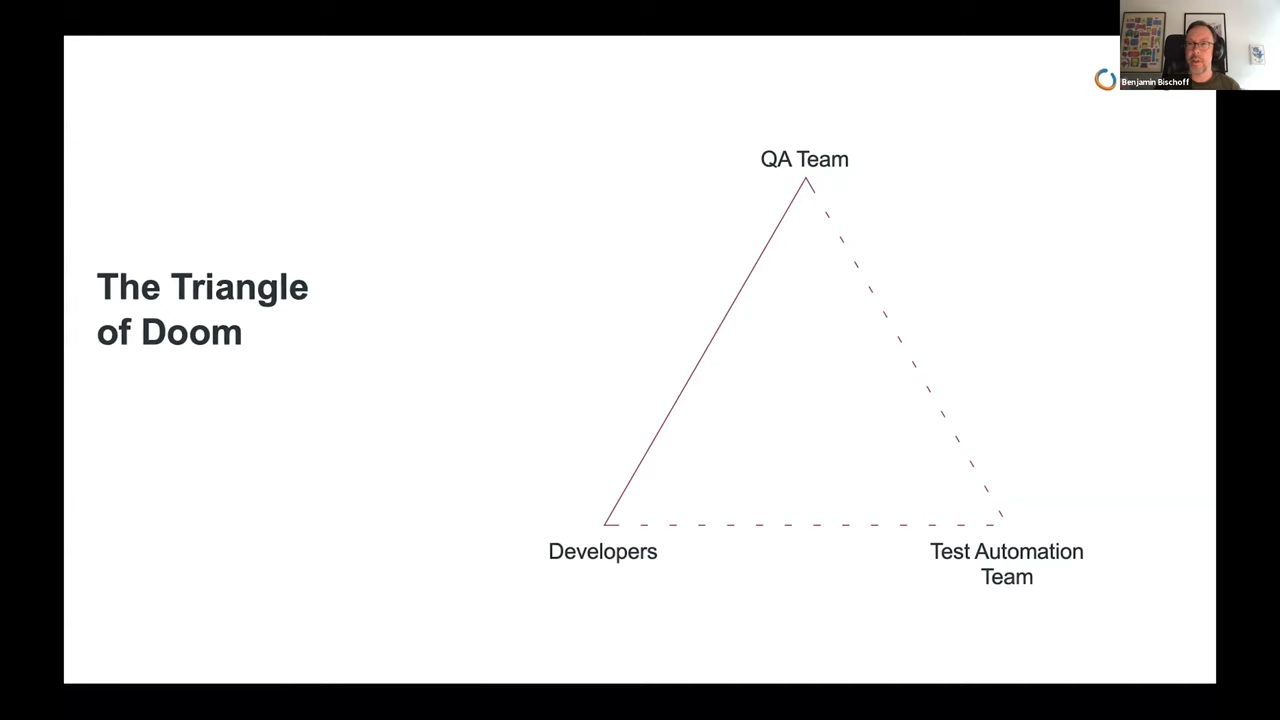 Benjamin Bischoff
QA Team
The Triangle
of Doom
Developers
Test Automation
Team